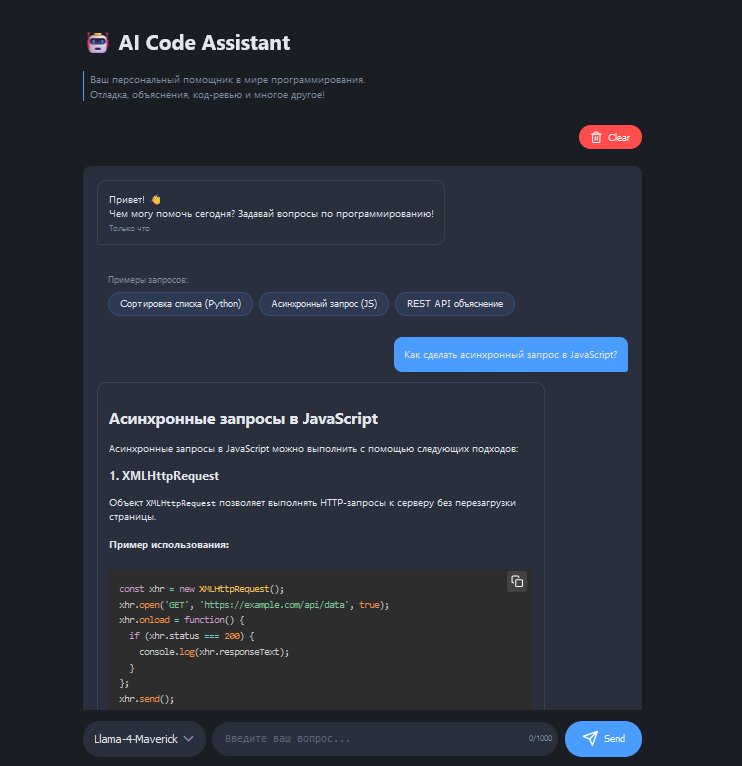 AI Code Assistant
Ваш персональный помощник в мире программирования.
Отладка, объяснения, код-ревью и многое другое!
Clear
Привет! 👋
Чем могу помочь сегодня? Задавай вопросы по программированию!
Только что
Примеры запросов:
Сортировка списка (Python) Асинхронный запрос (JS) REST API объяснение
Как сделать асинхронный запрос в JavaScript?
Асинхронные запросы в JavaScript
Асинхронные запросы в JavaScript можно выполнить с помощью следующих подходов:
1. XMLHttpRequest
Объект XMLHttpRequest позволяет выполнять HTTP-запросы к серверу без перезагрузки
страницы.
Пример использования:
const xhr = new XMLHttpRequest();
xhr.open('GET', 'https://example.com/api/data', true);
xhr.onload = function() {
  if (xhr.status === 200) {
    console.log(xhr.responseText);
  }
};
xhr.send();
Llama-4-Maverick Введите ваш вопрос... 0/1000 Send